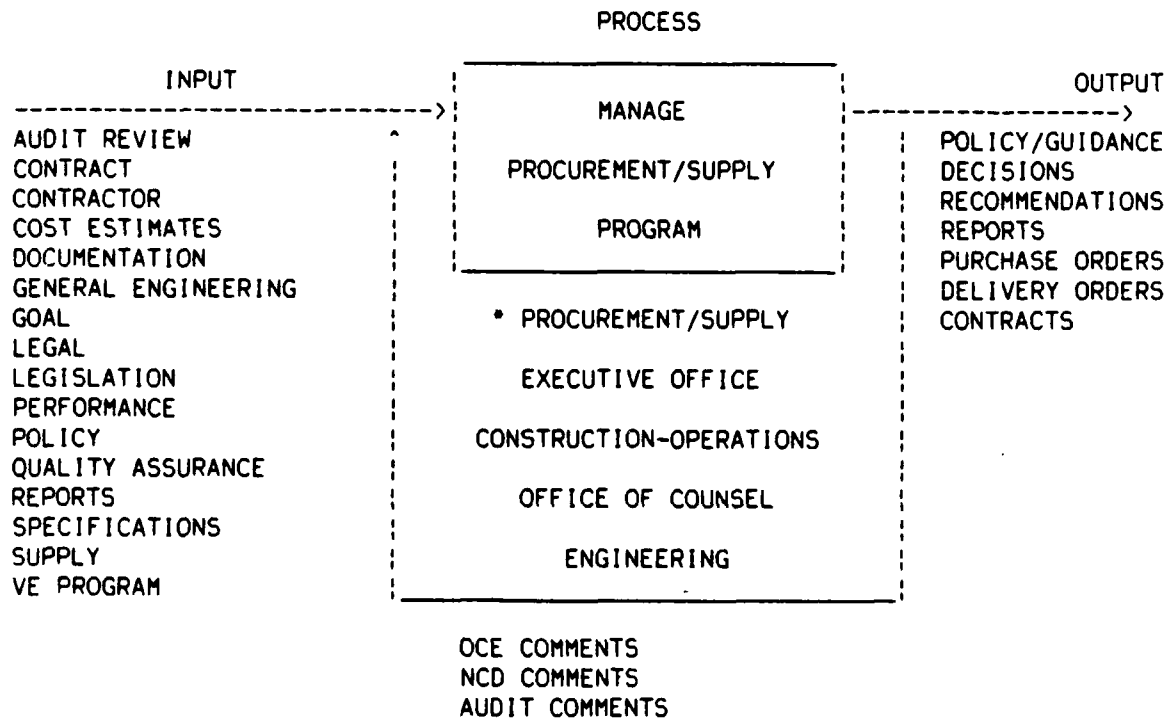 PROCESS
INPUT
OUTPUT
MANAGE
PROCUREMENT/SUPPLY
PROGRAM
AUDIT REVIEW
CONTRACT
CONTRACTOR
COST ESTIMATES
DOCUMENTATION
GENERAL ENGINEERING
GOAL
LEGAL
LEGISLATION
PERFORMANCE
POLICY
QUALITY ASSURANCE
REPORTS
SPECIFICATIONS
SUPPLY
VE PROGRAM
* PROCUREMENT/SUPPLY
EXECUTIVE OFFICE
CONSTRUCTION-OPERATIONS
OFFICE OF COUNSEL
ENGINEERING
POLICY/GUIDANCE
DECISIONS
RECOMMENDATIONS
REPORTS
PURCHASE ORDERS
DELIVERY ORDERS
CONTRACTS
OCE COMMENTS
NCD COMMENTS
AUDIT COMMENTS